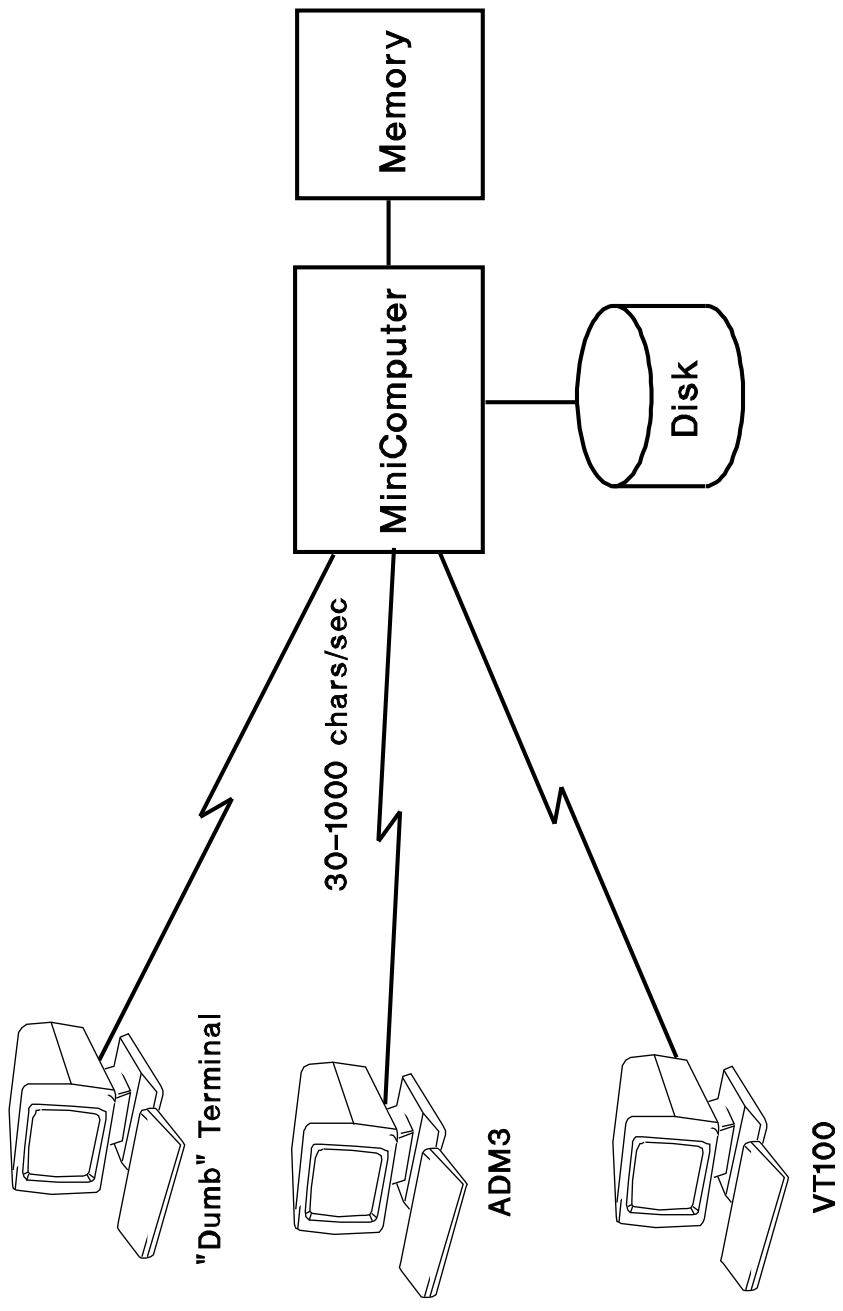 "Dumb" Terminal
30-1000 chars/sec
MiniComputer
Memory
ADM3
Disk
VT100